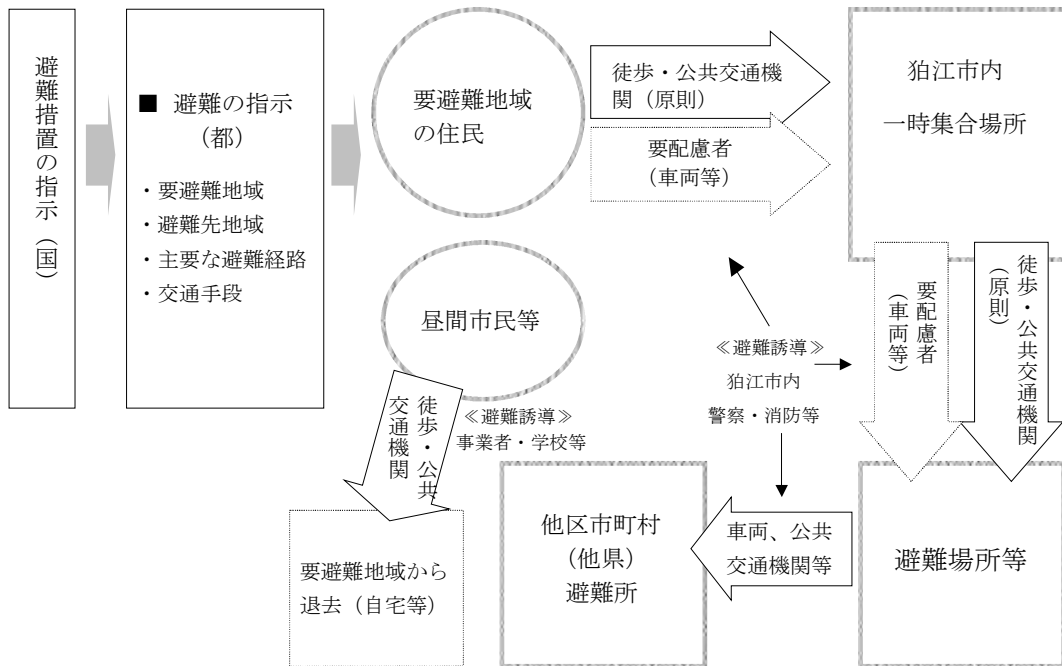 避難措置の指示（国）
■ 避難の指示
（都）
・要避難地域
・避難先地域
・主要な避難経路
・交通手段
要避難地域
の住民
徒歩・公共交通機
関（原則）
要配慮者
（車両等）
狛江市内
一時集合場所
昼間市民等
徒歩・公共
交通機関
≪避難誘導≫
事業者・学校等
≪避難誘導≫
狛江市内
警察・消防等
要配慮者
（車両等）
徒歩・公共交通機関
（原則）
要避難地域から
退去（自宅等）
他区市町村
（他県）
避難所
車両、公共
交通機関等
避難場所等